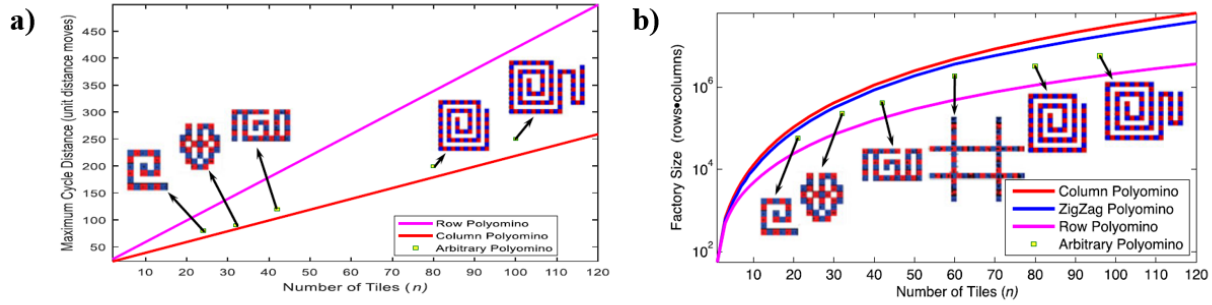 a)
Maximum Cycle Distance (unit distance moves)
450
400
350
300
250
200
150
100
50
10 20 30 40 50 60 70 80 90 100 110 120
Number of Tiles (n)
Row Polyomino
Column Polyomino
Arbitrary Polyomino
b)
Factory Size (rows•columns)
10^6
10^4
10^2
10 20 30 40 50 60 70 80 90 100 110 120
Number of Tiles (n)
Column Polyomino
ZigZag Polyomino
Row Polyomino
Arbitrary Polyomino